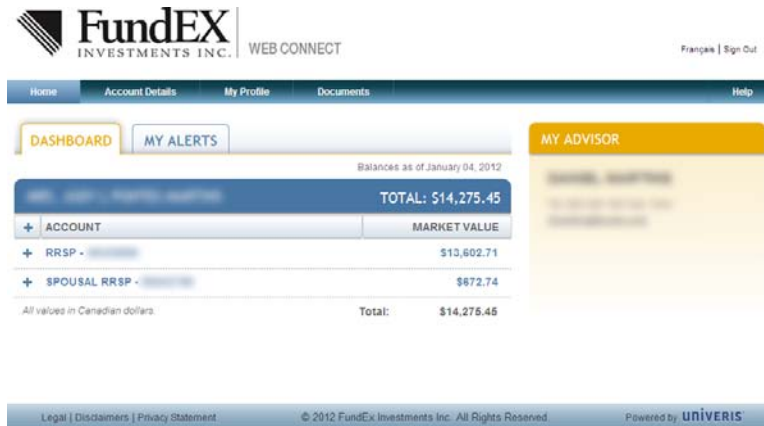 FundEX
INVESTMENTS INC. WEB CONNECT
Français | Sign Out
Home Account Details My Profile Documents Help
DASHBOARD MY ALERTS MY ADVISOR
Balances as of January 04, 2012
TOTAL: $14,275.45
+ ACCOUNT MARKET VALUE
+ RRSP - $13,602.71
+ SPOUSAL RRSP - $672.74
All values in Canadian dollars. Total: $14,275.45
Legal | Disclaimers | Privacy Statement © 2012 FundEx Investments Inc. All Rights Reserved Powered by UNIVERIS